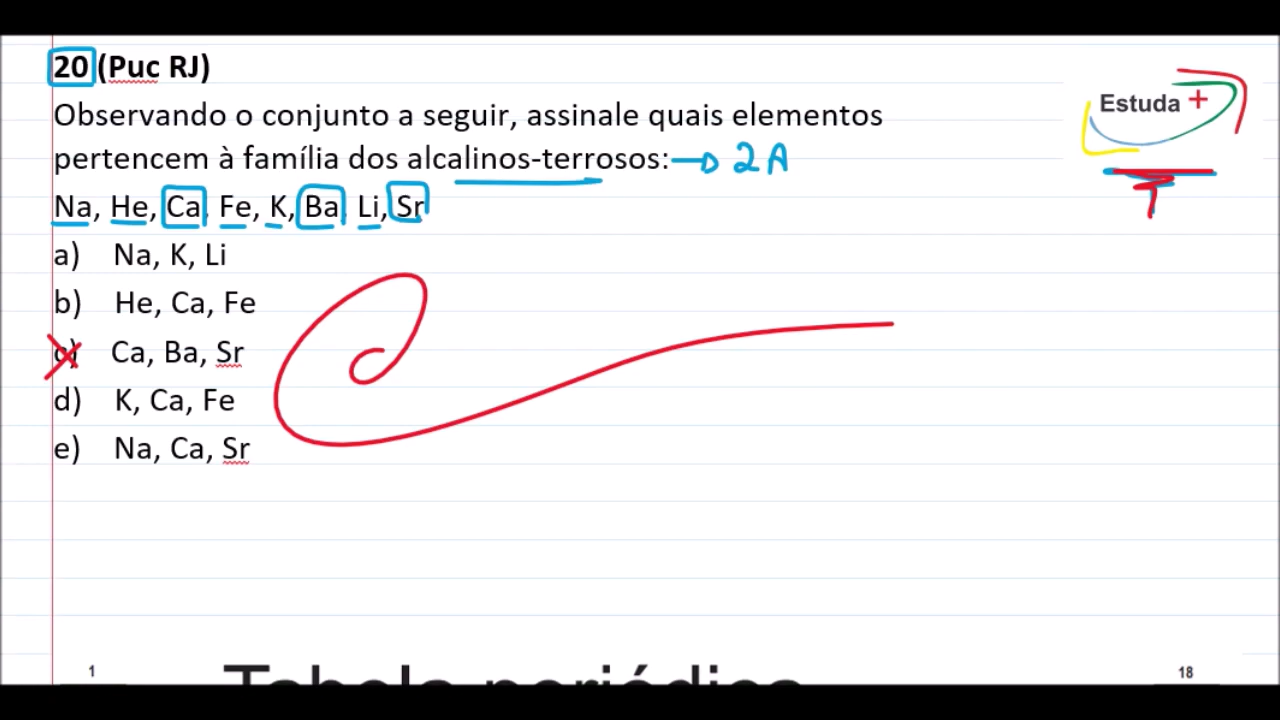 20 (Puc RJ)
Observando o conjunto a seguir, assinale quais elementos
pertencem à família dos alcalinos-terrosos: → 2A
Na, He, Ca, Fe, K, Ba, Li, Sr
a) Na, K, Li
b) He, Ca, Fe
c) Ca, Ba, Sr
d) K, Ca, Fe
e) Na, Ca, Sr
Estuda +
T
1
18
Tabela periódica